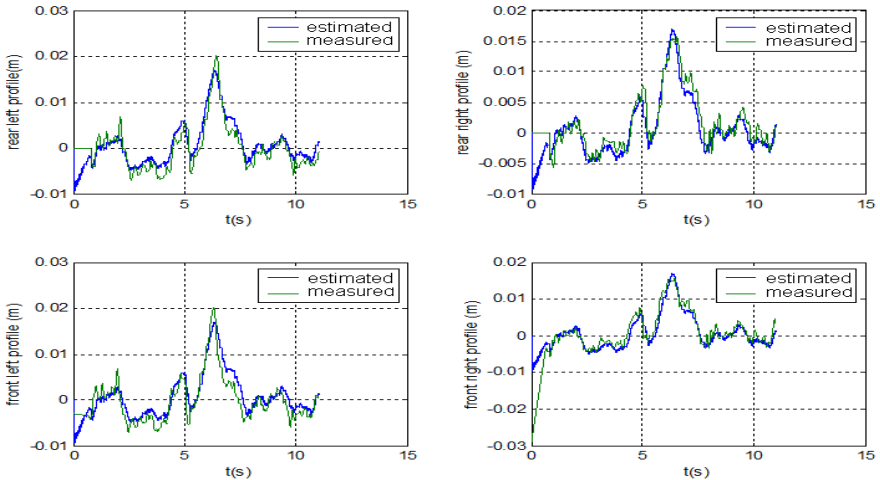 0.03
0.02
0.01
0
-0.01
rear left profile(m)
estimated
measured
0
5
10
15
t(s)
0.02
0.015
0.01
0.005
0
-0.005
-0.01
rear right profile (m)
estimated
measured
0
5
10
15
t(s)
0.03
0.02
0.01
0
-0.01
front left profile (m)
estimated
measured
0
5
10
15
t(s)
0.02
0.01
0
-0.01
-0.02
-0.03
front right profile (m)
estimated
measured
0
5
10
15
t(s)